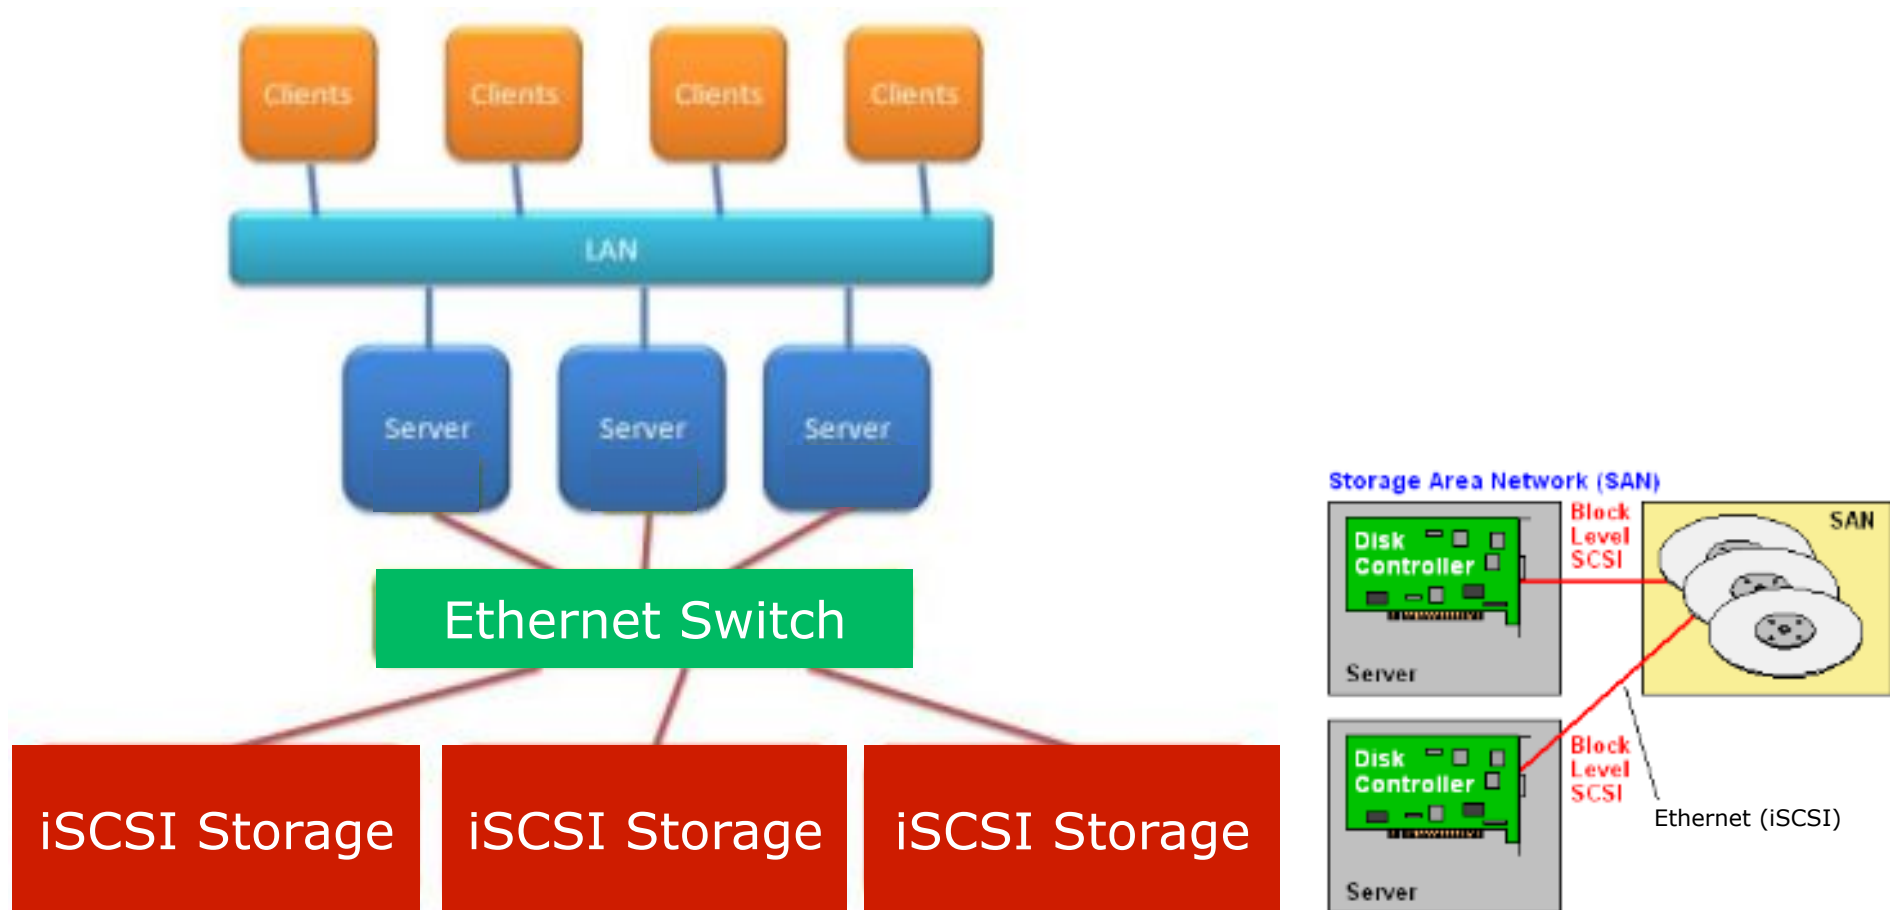 Clients
Clients
Clients
Clients
LAN
Server
Server
Server
Ethernet Switch
iSCSI Storage
iSCSI Storage
iSCSI Storage
Storage Area Network (SAN)
Disk
Controller
Server
Block
Level
SCSI
SAN
Disk
Controller
Server
Block
Level
SCSI
Ethernet (iSCSI)